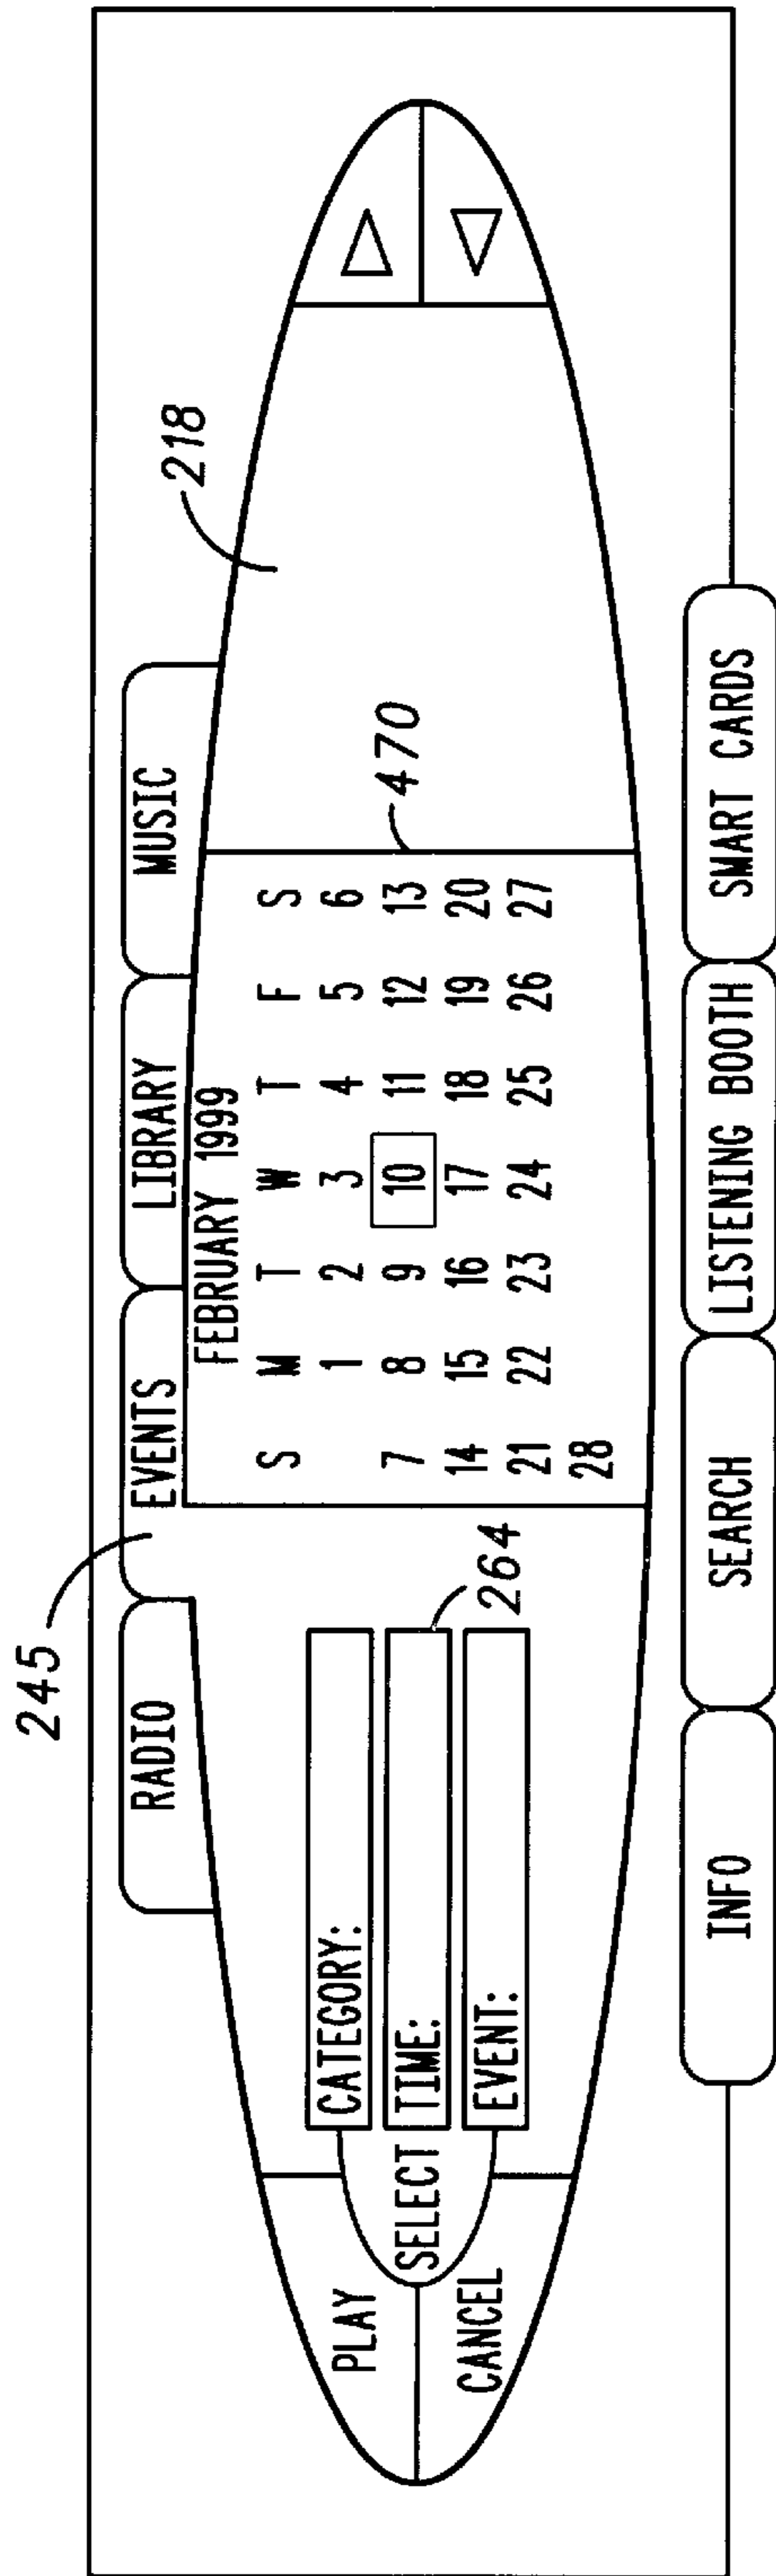 245
RADIO EVENTS LIBRARY MUSIC
218
PLAY
SELECT
CANCEL
CATEGORY:
TIME:
EVENT:
264
FEBRUARY 1999
S M T W T F S
1 2 3 4 5 6
7 8 9 10 11 12 13
14 15 16 17 18 19 20
21 22 23 24 25 26 27
28
470
INFO SEARCH LISTENING BOOTH SMART CARDS